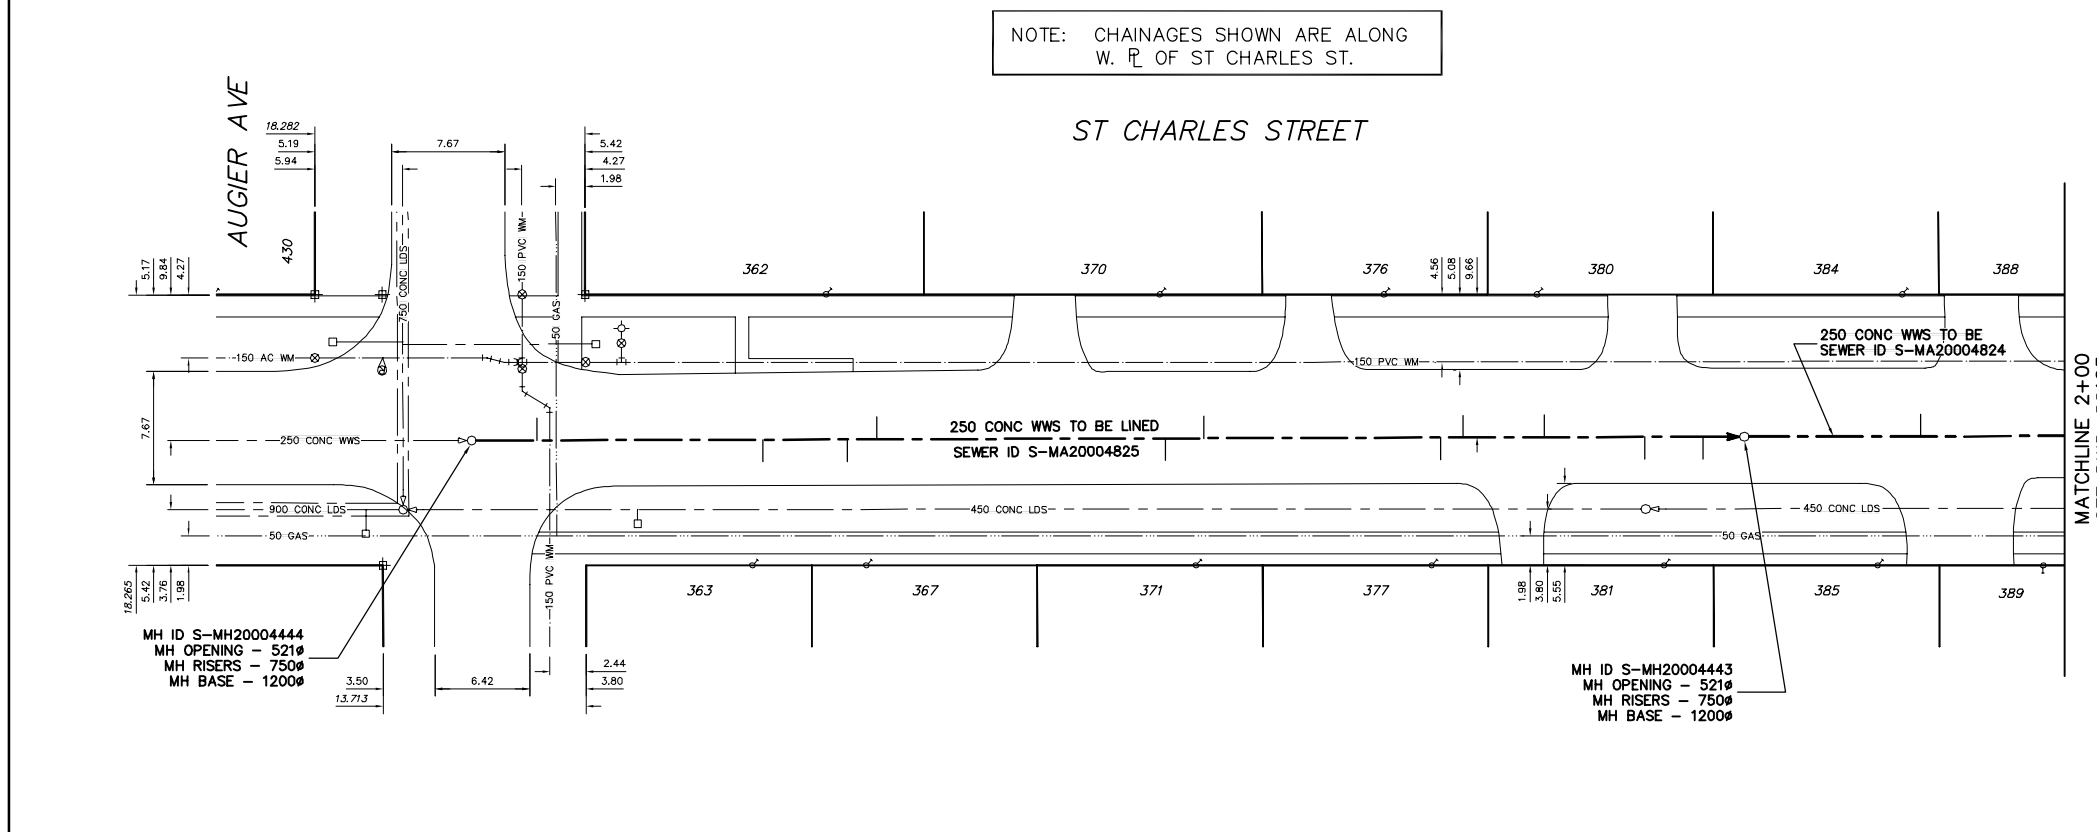 NOTE: CHAINAGES SHOWN ARE ALONG
W. ⅊ OF ST CHARLES ST.
ST CHARLES STREET
AUGIER AVE
18.282
5.19
5.94
7.67
5.42
4.27
1.98
430
750 CONC LDS
150 PVC WM
50 GAS
5.17
9.84
4.27
362
370
376
4.56
5.08
9.66
380
384
388
150 AC WM
150 PVC WM
250 CONC WWS TO BE
SEWER ID S-MA20004824
MATCHLINE 2+00
7.67
250 CONC WWS
250 CONC WWS TO BE LINED
SEWER ID S-MA20004825
900 CONC LDS
450 CONC LDS
450 CONC LDS
50 GAS
50 GAS
150 PVC WM
18.265
5.42
3.76
1.98
363
367
371
377
1.98
3.80
5.55
381
385
389
MH ID S-MH20004444
MH OPENING - 521ø
MH RISERS - 750ø
MH BASE - 1200ø
3.50
13.713
6.42
2.44
3.80
MH ID S-MH20004443
MH OPENING - 521ø
MH RISERS - 750ø
MH BASE - 1200ø